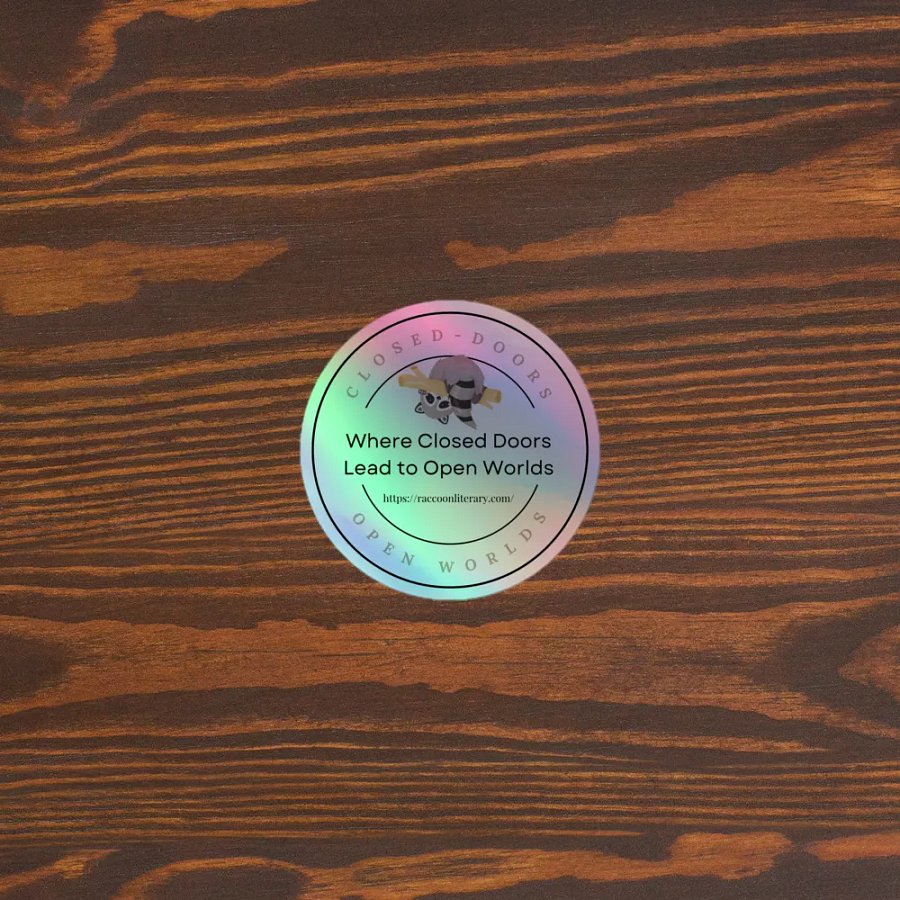 CLOSED-DOORS
Where Closed Doors
Lead to Open Worlds
https://raccoonliterary.com/
OPEN WORLDS